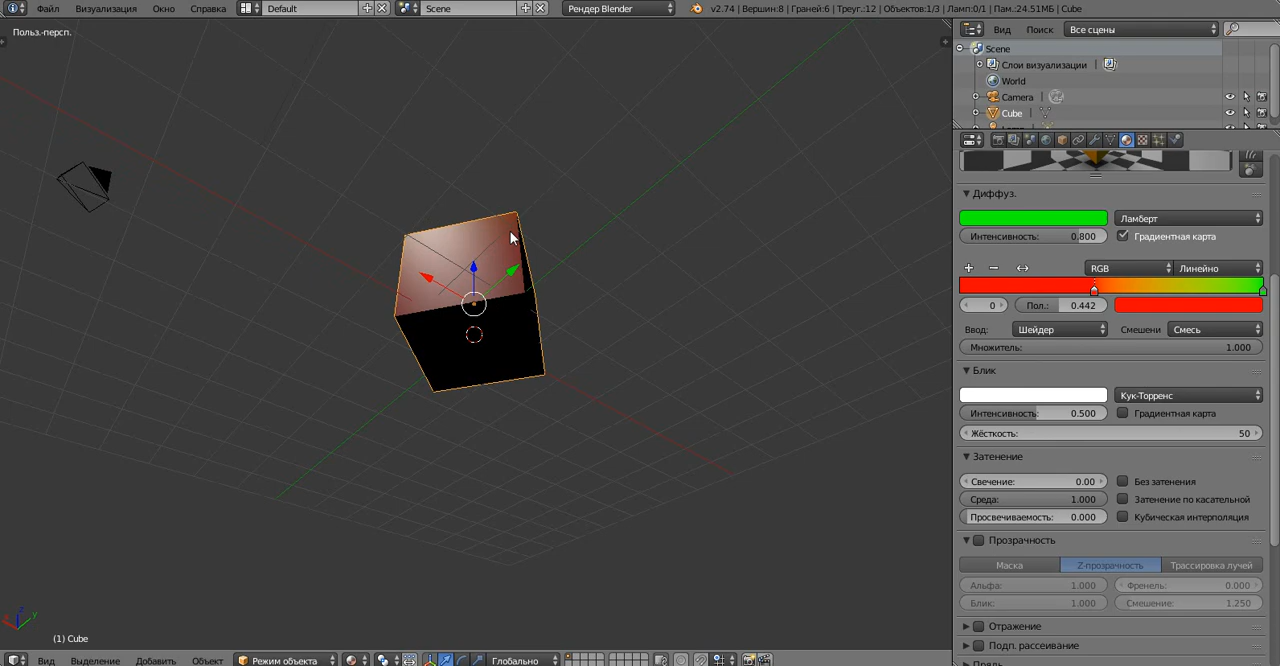 Файл Визуализация Окно Справка Default Scene Рендер Blender v2.74 | Вершин:8 | Граней:6 | Треуг.:12 | Объектов:1/3 | Ламп:0/1 | Пам.:24.51МБ | Cube
Польз.-персп.
Вид Поиск Все сцены
Scene
Слои визуализации |
World
Camera |
Cube |
Диффуз.
Ламберт
Интенсивность: 0.800 Градиентная карта
RGB Линейно
0 Пол.: 0.442
Ввод: Шейдер Смешени Смесь
Множитель: 1.000
Блик
Кук-Торренс
Интенсивность: 0.500 Градиентная карта
Жёсткость: 50
Затенение
Свечение: 0.00 Без затенения
Среда: 1.000 Затенение по касательной
Просвечиваемость: 0.000 Кубическая интерполяция
Прозрачность
Маска Z-прозрачность Трассировка лучей
Альфа: 1.000 Френель: 0.000
Блик: 1.000 Смешение: 1.250
Отражение
Подп. рассеивание
(1) Cube
Вид Выделение Добавить Объект Режим объекта Глобально